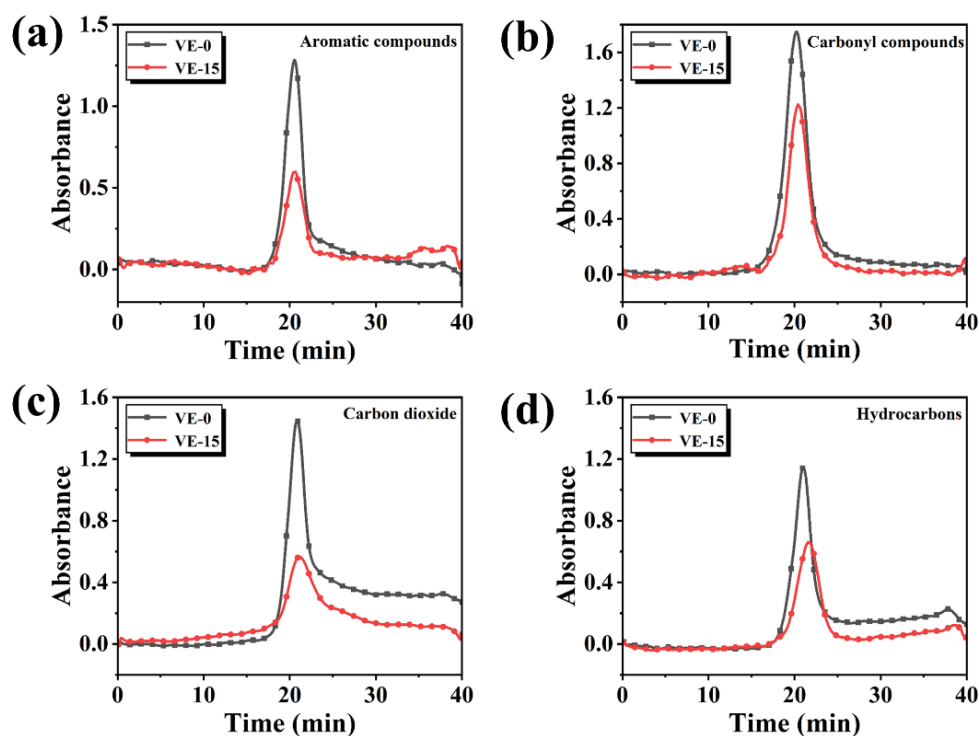 (a)
Aromatic compounds
VE-0
VE-15
Absorbance
1.5
1.0
0.5
0.0
0 10 20 30 40
Time (min)
(b)
Carbonyl compounds
VE-0
VE-15
Absorbance
1.6
1.2
0.8
0.4
0.0
0 10 20 30 40
Time (min)
(c)
Carbon dioxide
VE-0
VE-15
Absorbance
1.6
1.2
0.8
0.4
0.0
0 10 20 30 40
Time (min)
(d)
Hydrocarbons
VE-0
VE-15
Absorbance
1.6
1.2
0.8
0.4
0.0
0 10 20 30 40
Time (min)